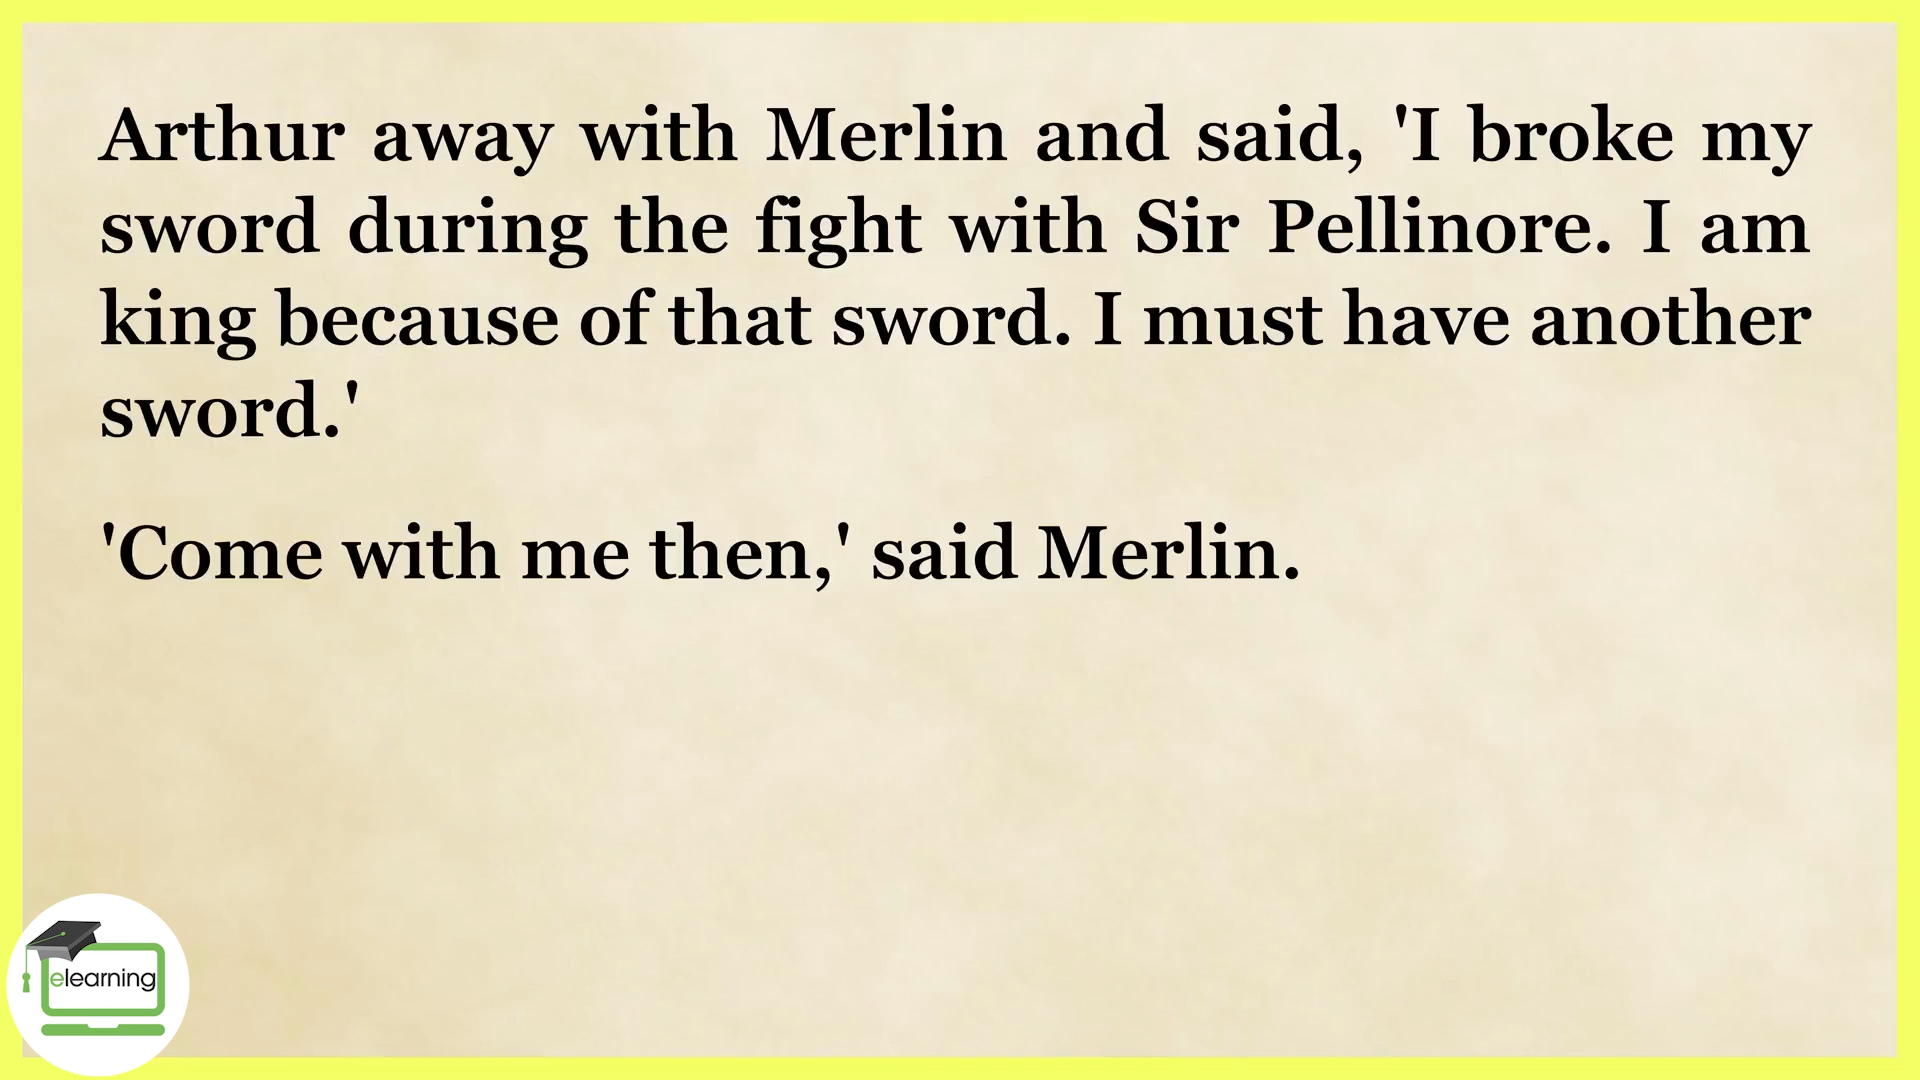 Arthur away with Merlin and said, 'I broke my
sword during the fight with Sir Pellinore. I am
king because of that sword. I must have another
sword.'
'Come with me then,' said Merlin.
elearning